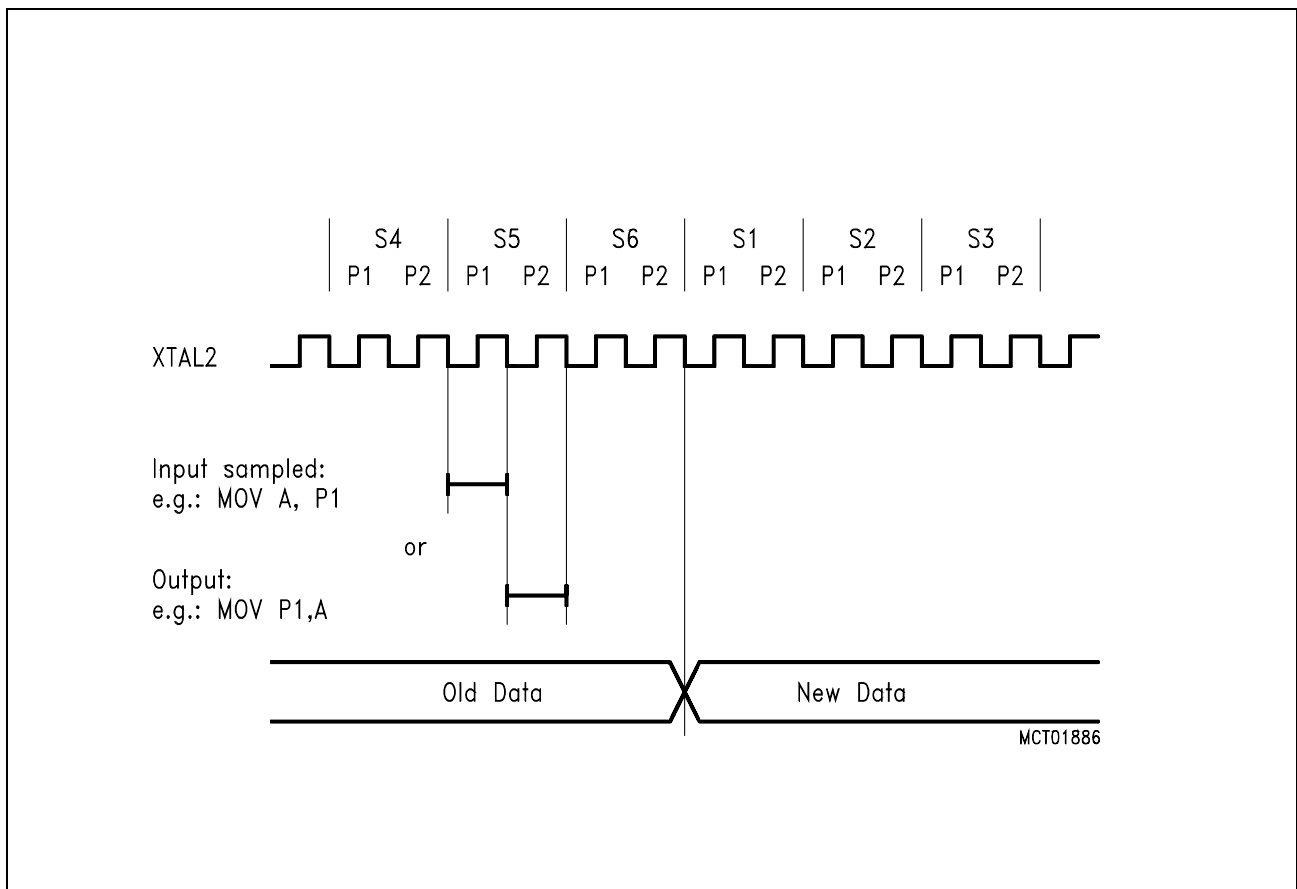 S4 S5 S6 S1 S2 S3
P1 P2 P1 P2 P1 P2 P1 P2 P1 P2 P1 P2
XTAL2
Input sampled:
e.g.: MOV A, P1
or
Output:
e.g.: MOV P1,A
Old Data New Data
MCT01886